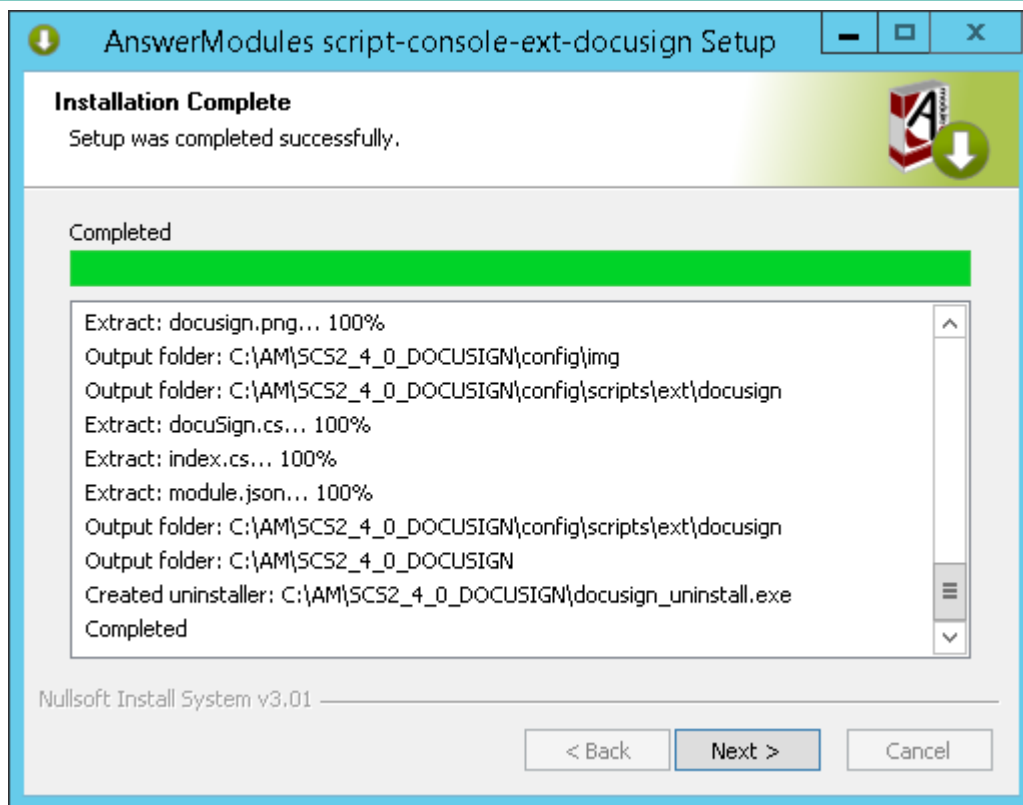 AnswerModules script-console-ext-docusign Setup
Installation Complete
Setup was completed successfully.
Completed
Extract: docusign.png... 100%
Output folder: C:\AM\SCS2_4_0_DOCUSIGN\config\img
Output folder: C:\AM\SCS2_4_0_DOCUSIGN\config\scripts\ext\docusign
Extract: docuSign.cs... 100%
Extract: index.cs... 100%
Extract: module.json... 100%
Output folder: C:\AM\SCS2_4_0_DOCUSIGN\config\scripts\ext\docusign
Output folder: C:\AM\SCS2_4_0_DOCUSIGN
Created uninstaller: C:\AM\SCS2_4_0_DOCUSIGN\docusign_uninstall.exe
Completed
Nullsoft Install System v3.01
< Back Next > Cancel